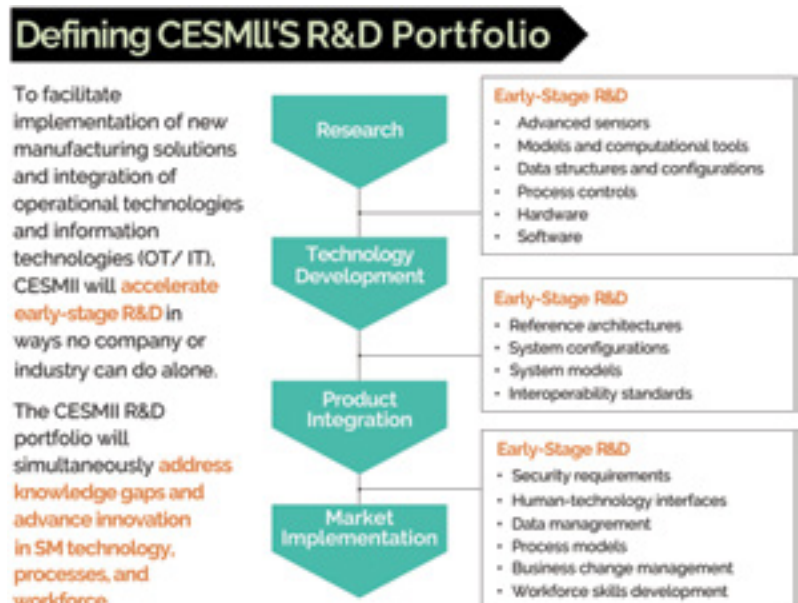 Defining CESMll'S R&D Portfolio
To facilitate
implementation of new
manufacturing solutions
and integration of
operational technologies
and information
technologies (OT/ IT),
CESMII will accelerate
early-stage R&D in
ways no company or
industry can do alone.
The CESMII R&D
portfolio will
simultaneously address
knowledge gaps and
advance innovation
in SM technology,
processes, and
workforce
Research
Technology
Development
Product
Integration
Market
Implementation
Early-Stage R&D
• Advanced sensors
• Models and computational tools
• Data structures and configurations
• Process controls
• Hardware
• Software
Early-Stage R&D
• Reference architectures
• System configurations
• System models
• Interoperability standards
Early-Stage R&D
• Security requirements
• Human-technology interfaces
• Data managrement
• Process models
• Business change management
• Workforce skills development